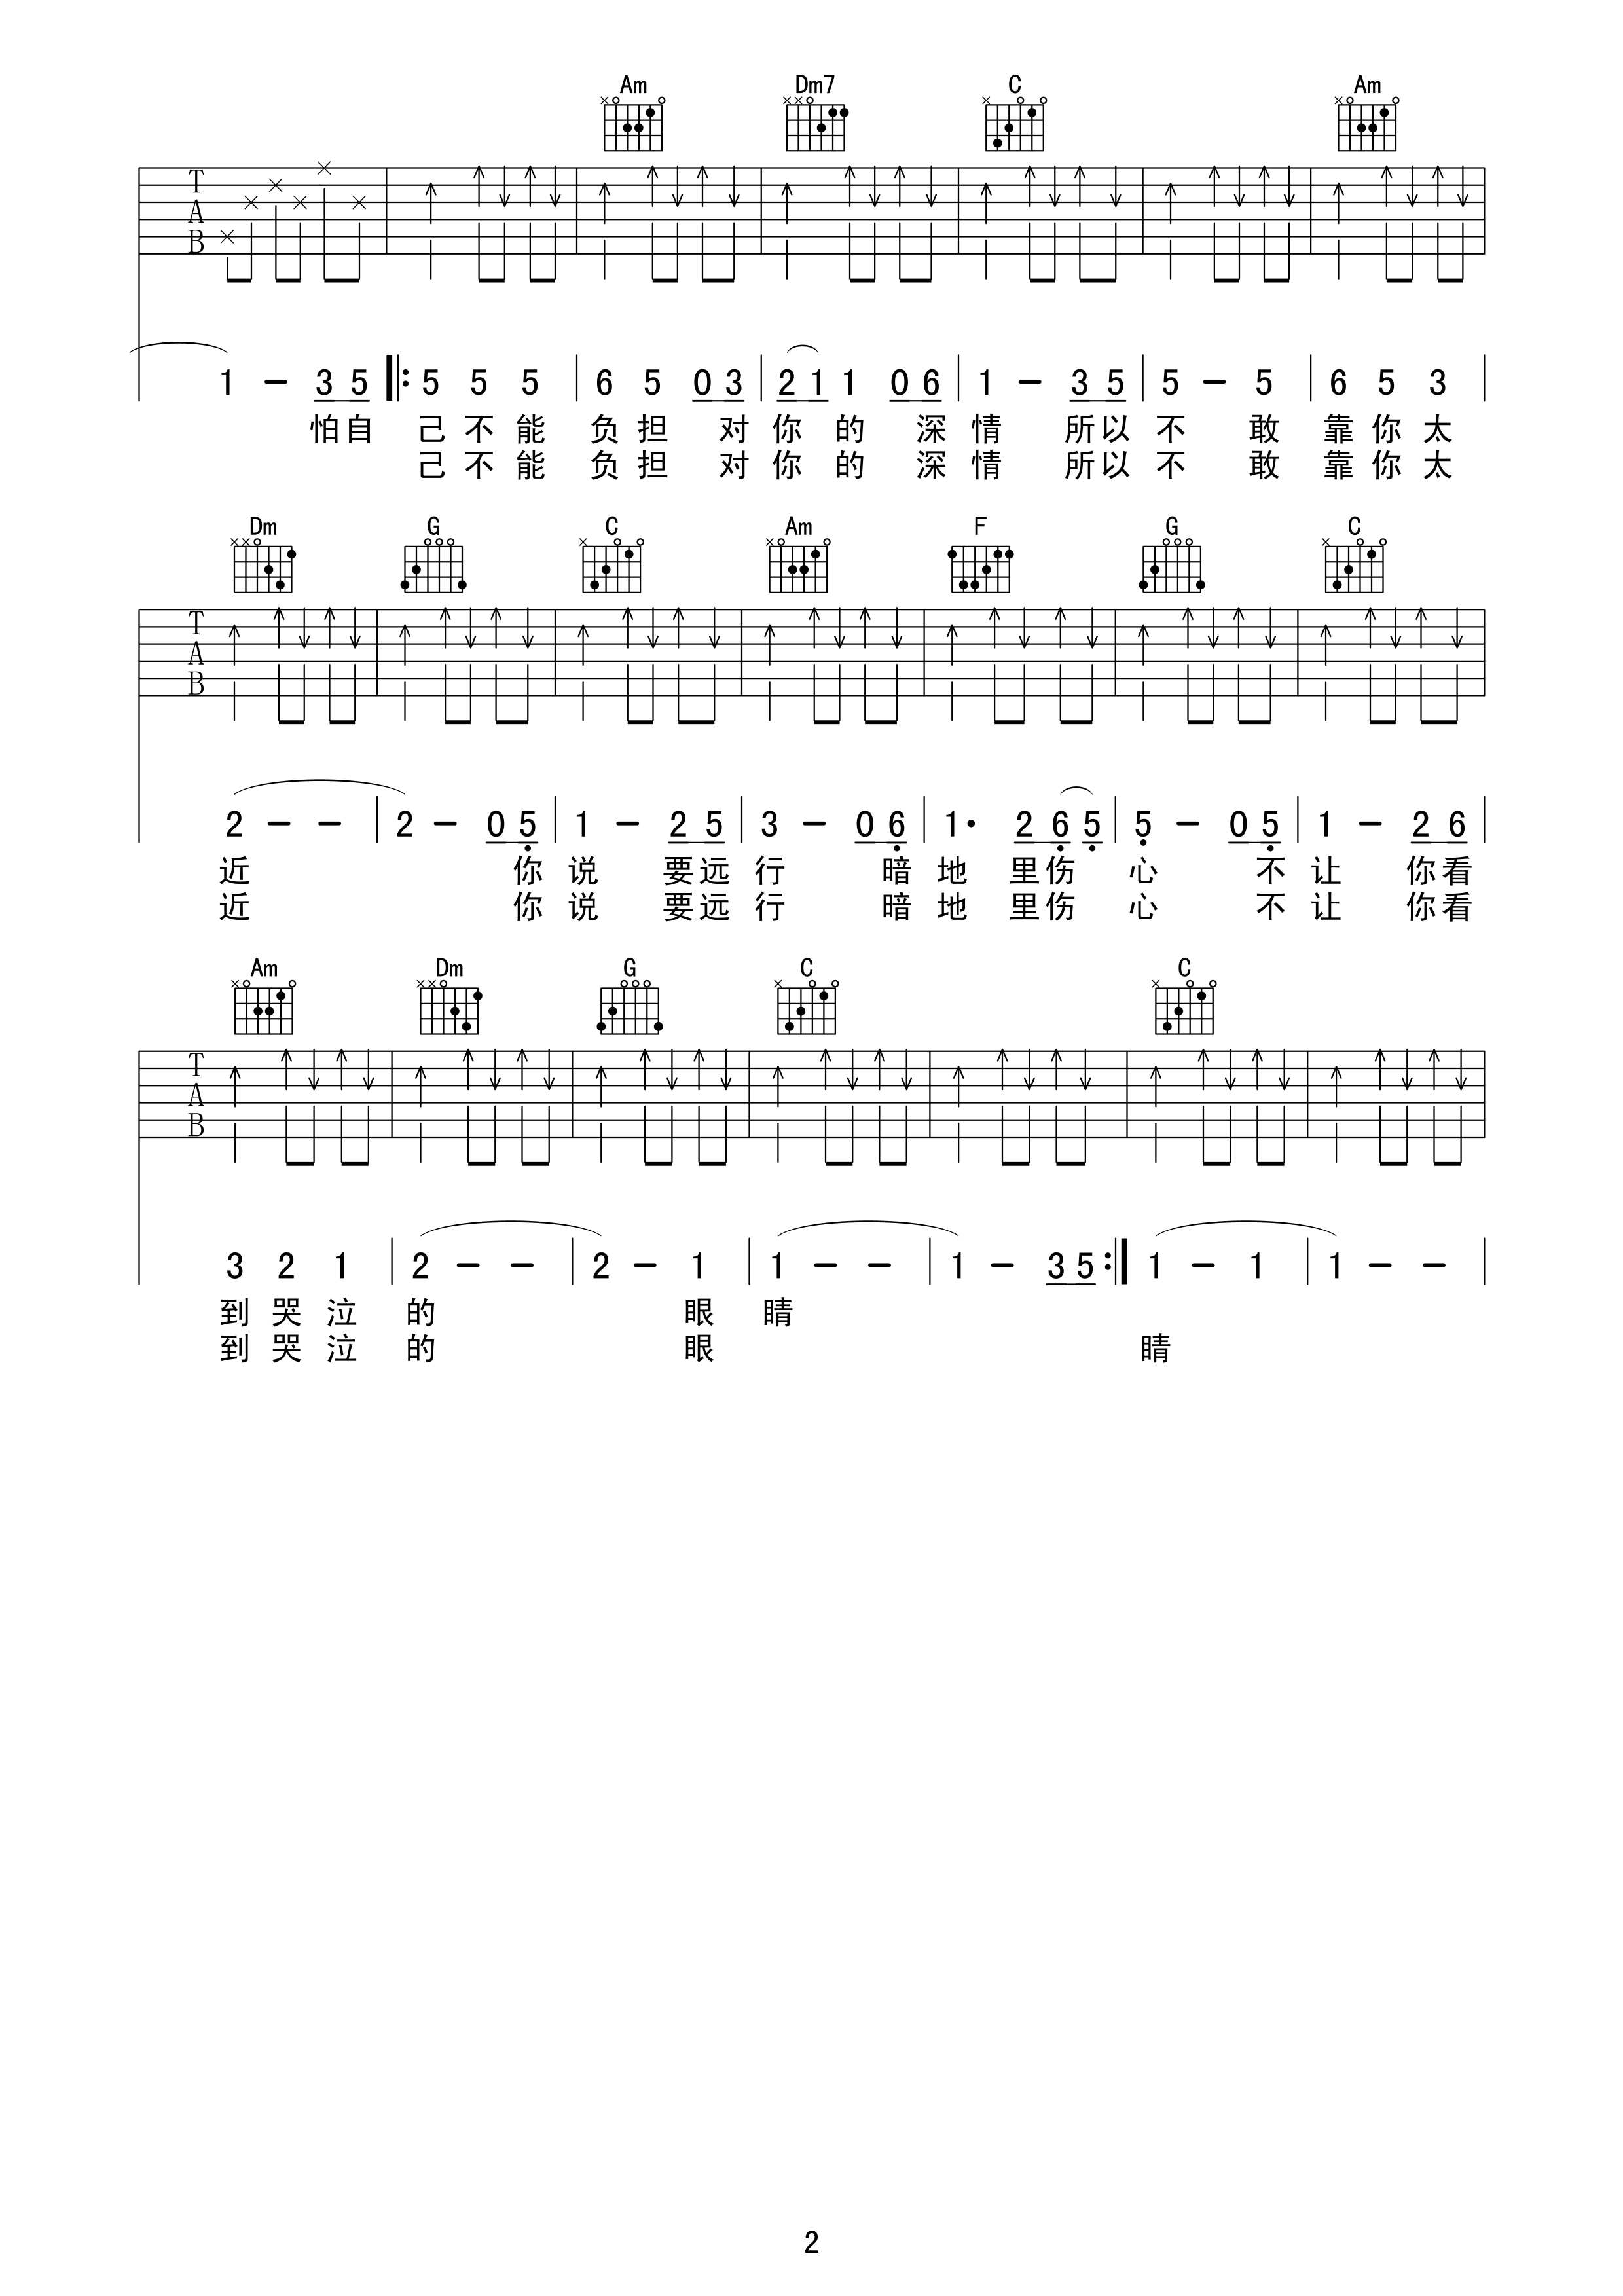 Am Dm7 C Am
T
A
B
1 - 3 5 5 5 5 6 5 0 3 2 1 1 0 6 1 - 3 5 5 - 5 6 5 3
怕自 己不能 负担 对你的 深情 所以不 敢 靠你太
己不能 负担 对你的 深情 所以不 敢 靠你太
Dm G C Am F G C
T
A
B
2 - - 2 - 0 5 1 - 2 5 3 - 0 6 1· 2 6 5 5 - 0 5 1 - 2 6
近 你说 要远行 暗地 里伤 心 不让 你看
近 你说 要远行 暗地 里伤 心 不让 你看
Am Dm G C C
T
A
B
3 2 1 2 - - 2 - 1 1 - - 1 - 3 5 1 - 1 1 - -
到哭泣 的 眼 睛
到哭泣 的 眼 睛
2